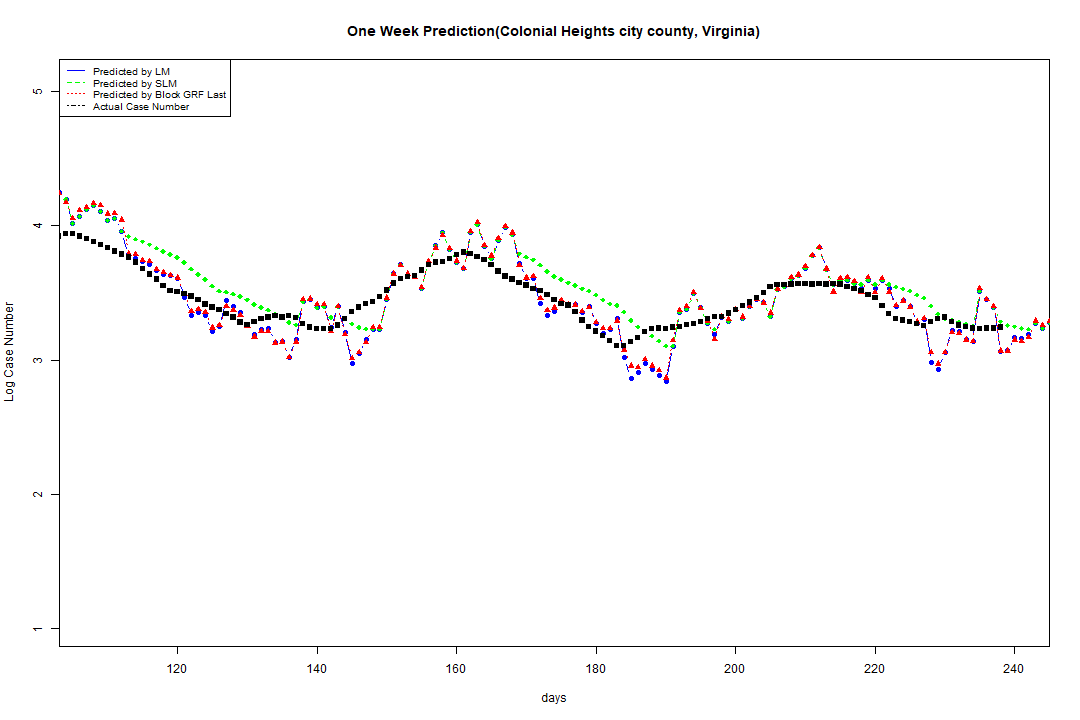 One Week Prediction(Colonial Heights city county, Virginia)
Predicted by LM
Predicted by SLM
Predicted by Block GRF Last
Actual Case Number
5
4
3
2
1
Log Case Number
120 140 160 180 200 220 240
days